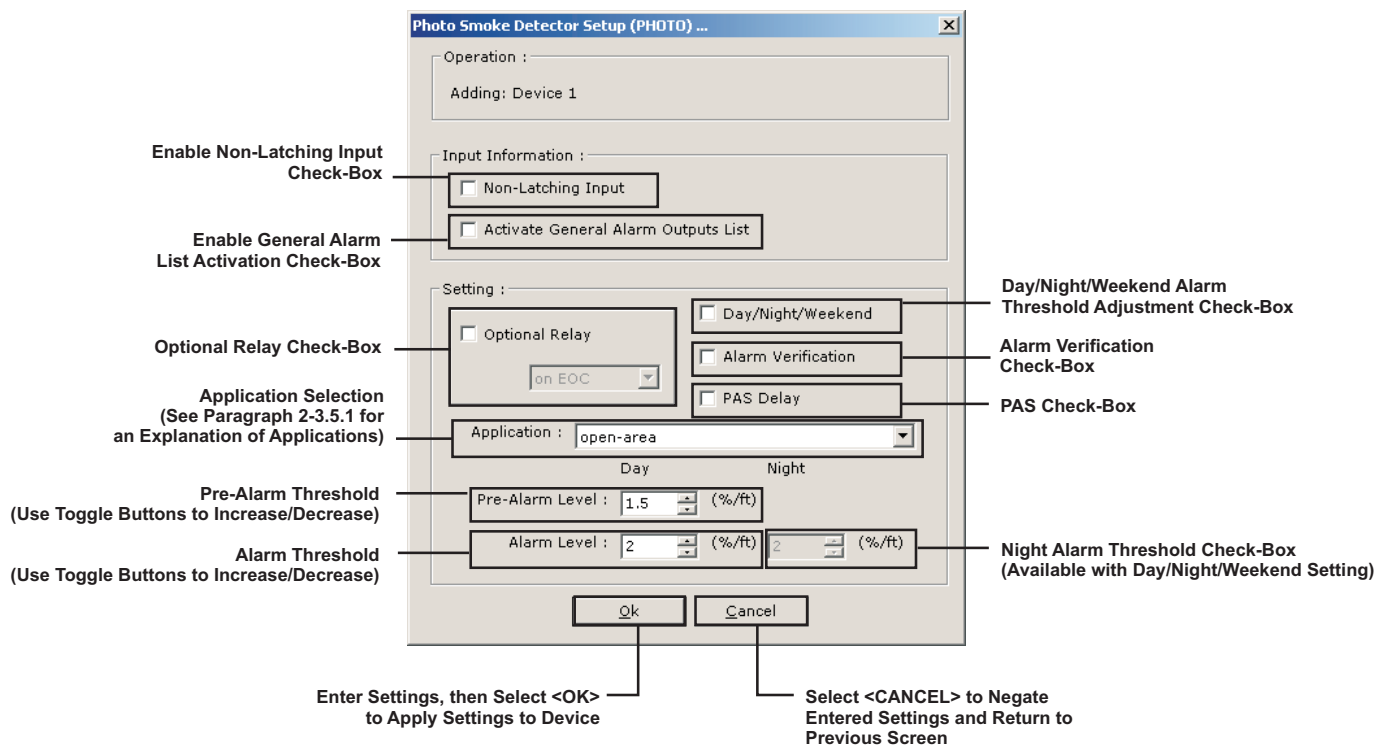 Photo Smoke Detector Setup (PHOTO) ...
Operation :
Adding: Device 1
Enable Non-Latching Input
Check-Box
Input Information :
Non-Latching Input
Enable General Alarm
List Activation Check-Box
Activate General Alarm Outputs List
Setting :
Optional Relay Check-Box
Optional Relay
on EOC
Day/Night/Weekend
Day/Night/Weekend Alarm
Threshold Adjustment Check-Box
Alarm Verification
Alarm Verification
Check-Box
PAS Delay
PAS Check-Box
Application Selection
(See Paragraph 2-3.5.1 for
an Explanation of Applications)
Application : open-area
Day Night
Pre-Alarm Threshold
(Use Toggle Buttons to Increase/Decrease)
Pre-Alarm Level : 1.5 (%/ft)
Alarm Threshold
(Use Toggle Buttons to Increase/Decrease)
Alarm Level : 2 (%/ft) 2 (%/ft)
Night Alarm Threshold Check-Box
(Available with Day/Night/Weekend Setting)
Ok Cancel
Enter Settings, then Select <OK>
to Apply Settings to Device
Select <CANCEL> to Negate
Entered Settings and Return to
Previous Screen